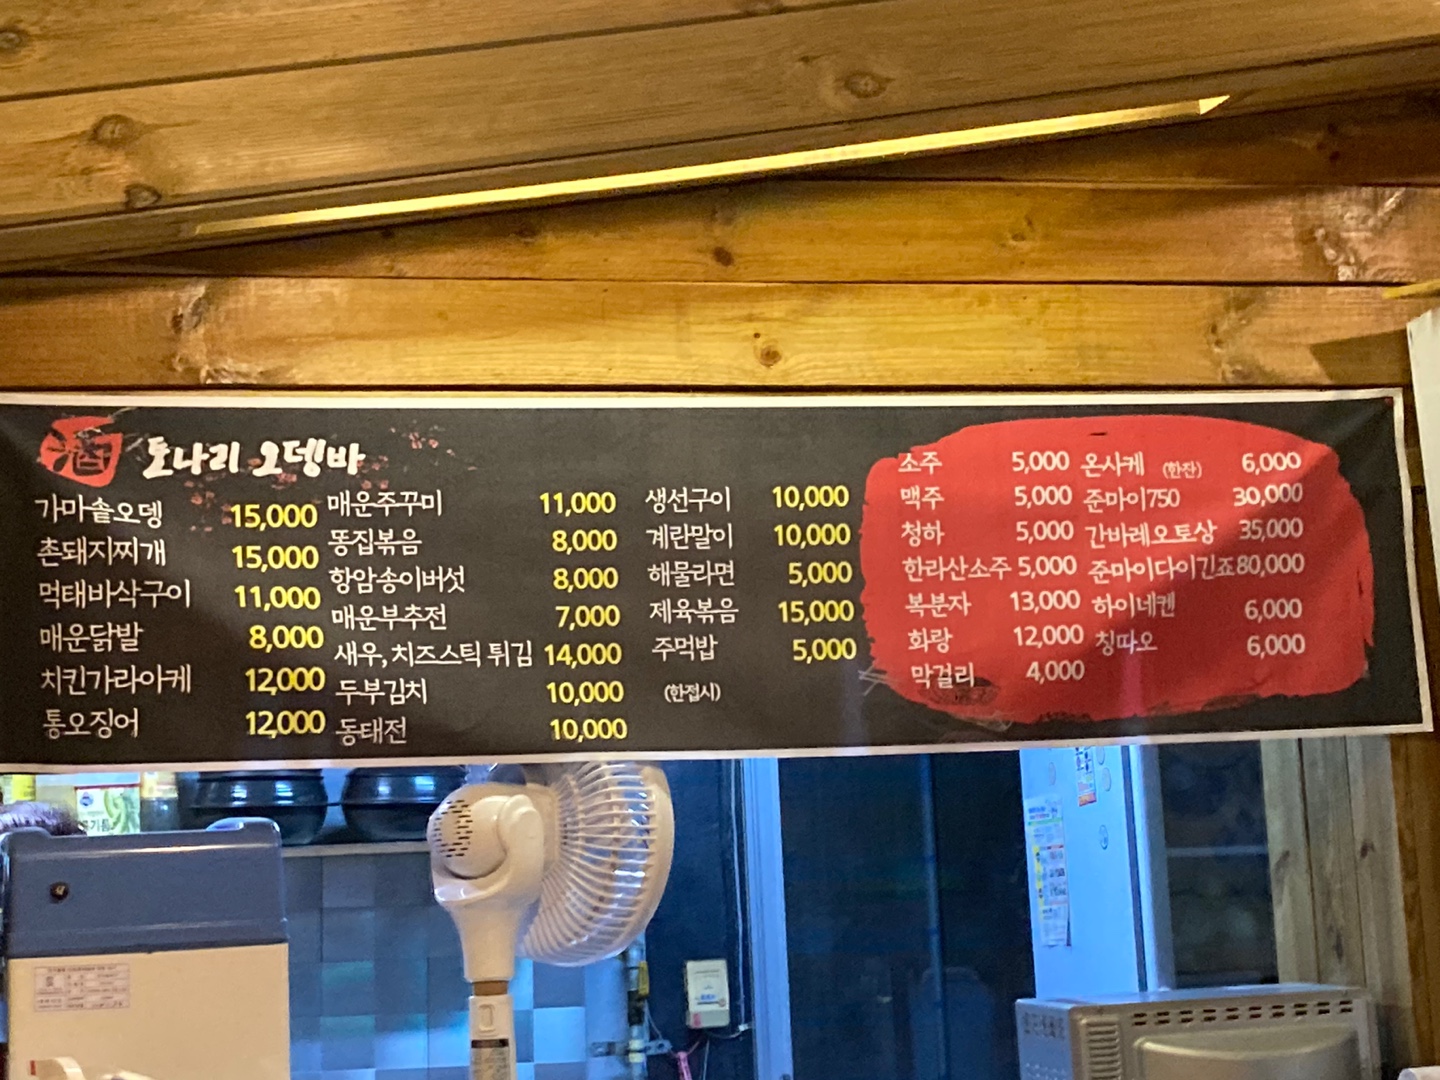 酒 토나리 오뎅바
가마솥오뎅 15,000
촌돼지찌개 15,000
먹태바삭구이 11,000
매운닭발 8,000
치킨가라아케 12,000
통오징어 12,000
매운주꾸미 11,000
똥집볶음 8,000
항암송이버섯 8,000
매운부추전 7,000
새우,치즈스틱 튀김 14,000
두부김치 10,000
동태전 10,000
생선구이 10,000
계란말이 10,000
해물라면 5,000
제육볶음 15,000
주먹밥 5,000
(한접시)
소주 5,000
맥주 5,000
청하 5,000
한라산소주 5,000
복분자 13,000
화랑 12,000
막걸리 4,000
온사케 (한잔) 6,000
준마이750 30,000
간바레오토상 35,000
준마이다이긴죠 80,000
하이네켄 6,000
칭따오 6,000